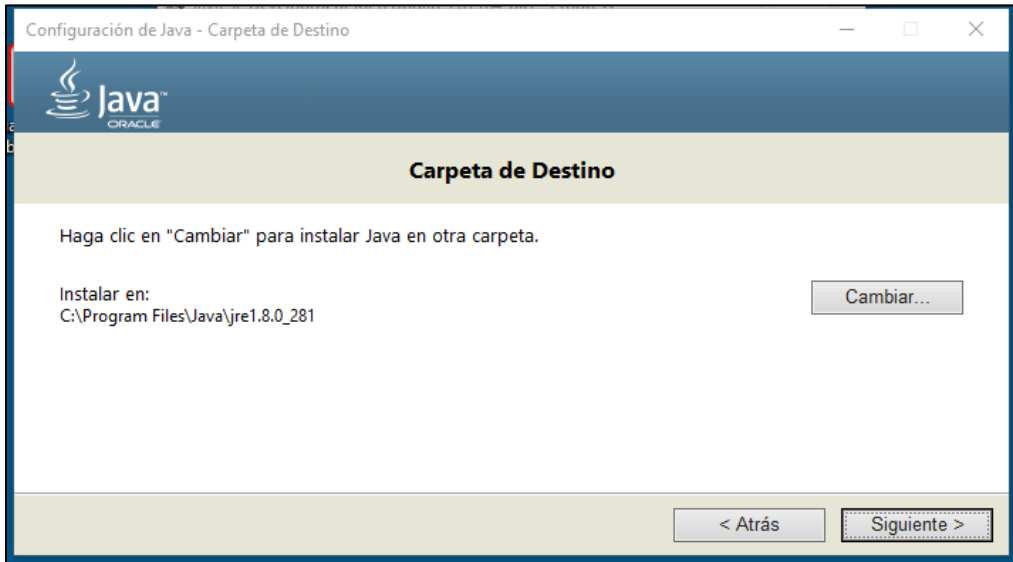 Configuración de Java - Carpeta de Destino
Java™
ORACLE
Carpeta de Destino
Haga clic en "Cambiar" para instalar Java en otra carpeta.
Instalar en:
Cambiar...
C:\Program Files\Java\jre1.8.0_281
< Atrás
Siguiente >